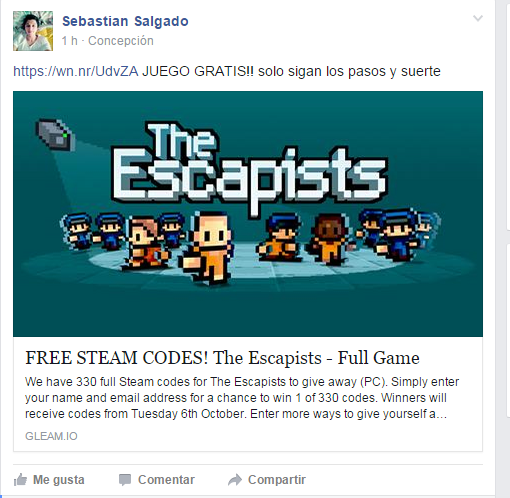 Sebastian Salgado
1 h · Concepción
https://wn.nr/UdvZA JUEGO GRATIS!! solo sigan los pasos y suerte
The
Escapists
FREE STEAM CODES! The Escapists - Full Game
We have 330 full Steam codes for The Escapists to give away (PC). Simply enter
your name and email address for a chance to win 1 of 330 codes. Winners will
receive codes from Tuesday 6th October. Enter more ways to give yourself a...
GLEAM.IO
Me gusta Comentar Compartir